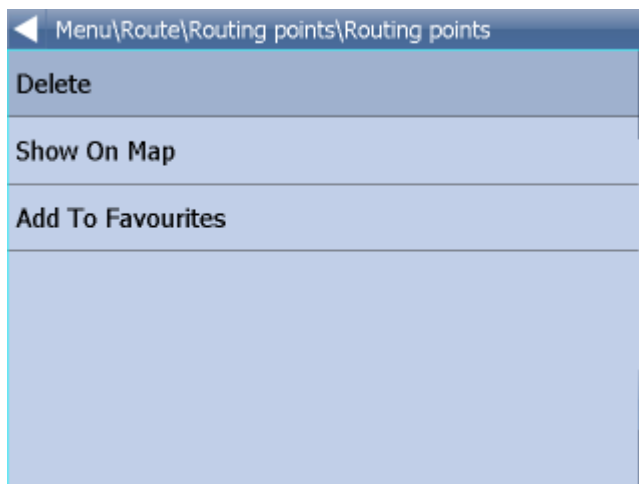 Menu\Route\Routing points\Routing points
Delete
Show On Map
Add To Favourites